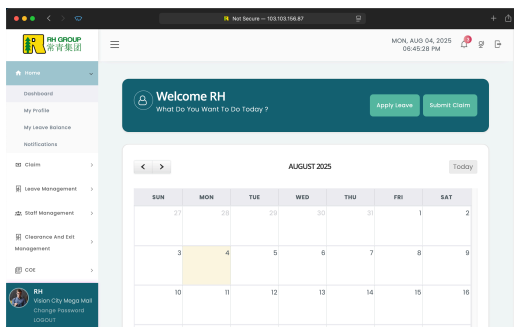 Not Secure — 103.103.156.87
RH GROUP
常青集团
MON, AUG 04, 2025
06:45:28 PM
3
Home
Dashboard
My Profile
My Leave Balance
Notifications
Claim
Leave Management
Staff Management
Clearance And Exit
Management
COE
RH
Vision City Mega Mall
Change Password
LOGOUT
Welcome RH
What Do You Want To Do Today ?
Apply Leave
Submit Claim
AUGUST 2025
Today
SUN MON TUE WED THU FRI SAT
27 28 29 30 31 1 2
3 4 5 6 7 8 9
10 11 12 13 14 15 16